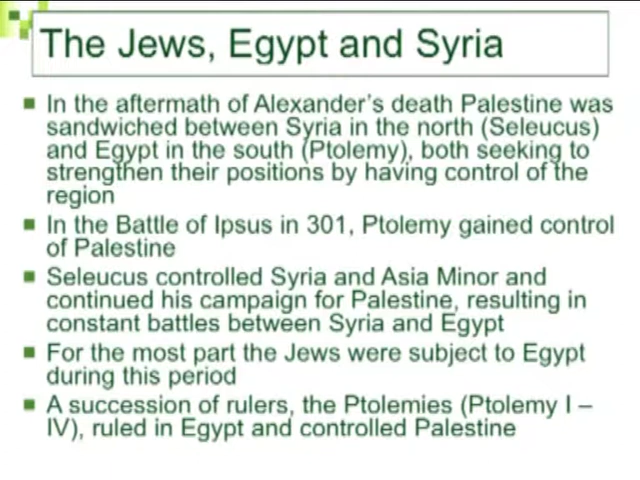 The Jews, Egypt and Syria
In the aftermath of Alexander's death Palestine was
sandwiched between Syria in the north (Seleucus)
and Egypt in the south (Ptolemy), both seeking to
strengthen their positions by having control of the
region
In the Battle of Ipsus in 301, Ptolemy gained control
of Palestine
Seleucus controlled Syria and Asia Minor and
continued his campaign for Palestine, resulting in
constant battles between Syria and Egypt
For the most part the Jews were subject to Egypt
during this period
A succession of rulers, the Ptolemies (Ptolemy I –
IV), ruled in Egypt and controlled Palestine